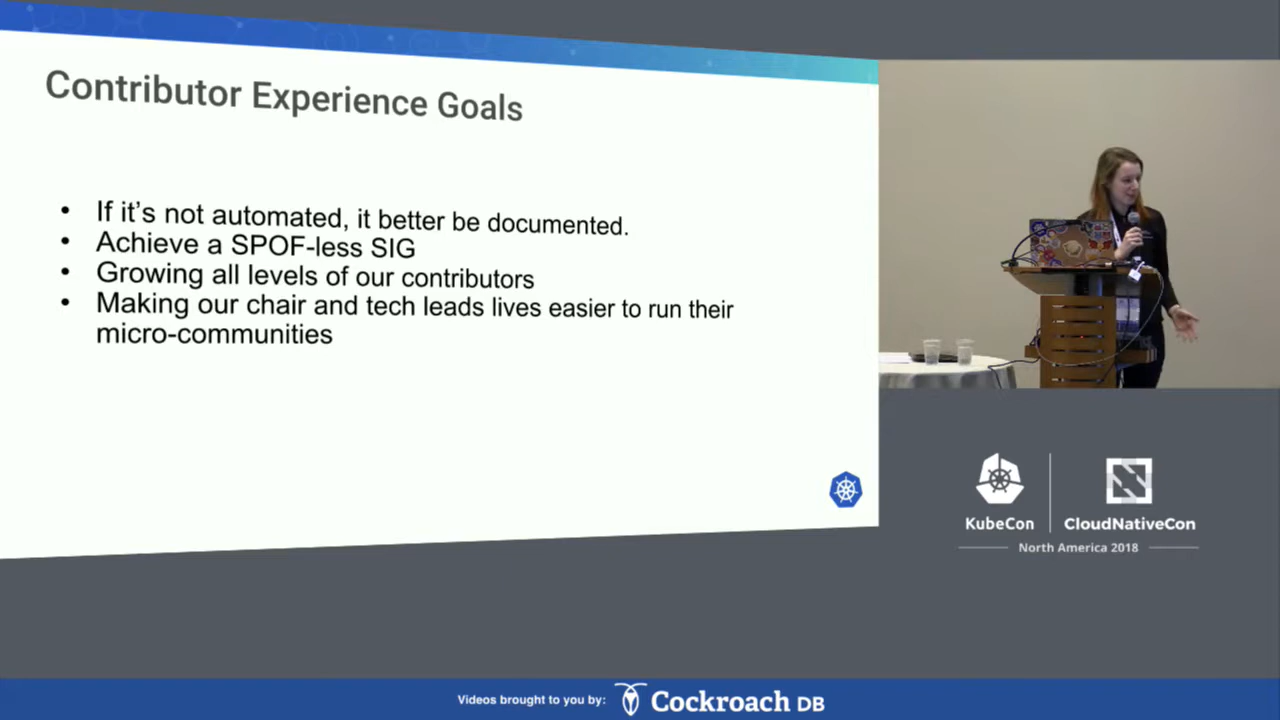 Contributor Experience Goals
• If it's not automated, it better be documented.
• Achieve a SPOF-less SIG
• Growing all levels of our contributors
• Making our chair and tech leads lives easier to run their
micro-communities
KubeCon
CloudNativeCon
North America 2018
Videos brought to you by:
Cockroach DB